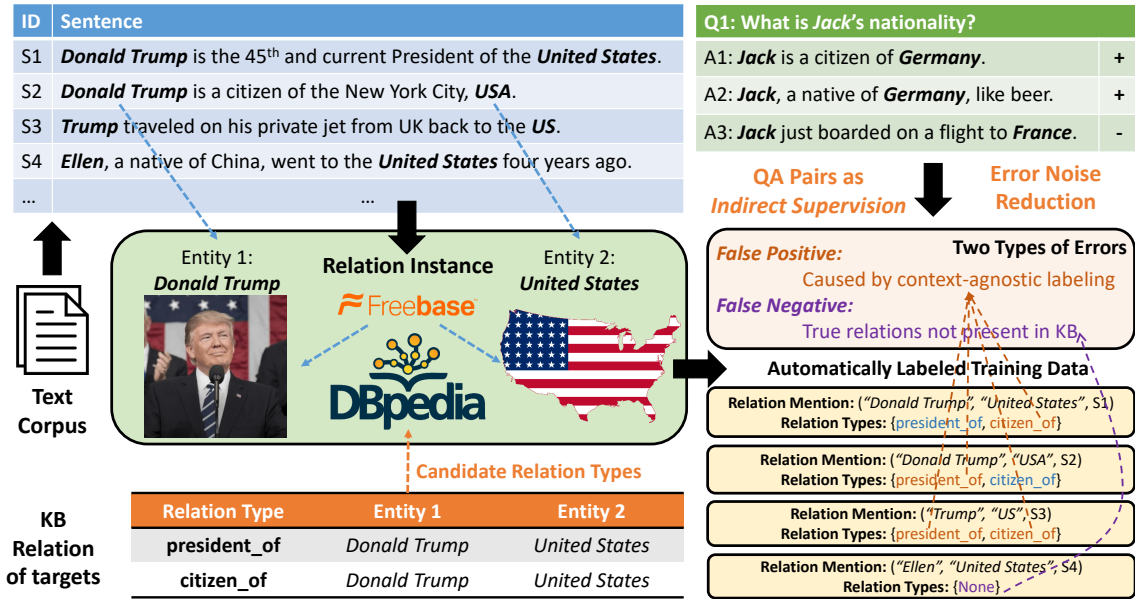 ID Sentence
S1 Donald Trump is the 45th and current President of the United States.
S2 Donald Trump is a citizen of the New York City, USA.
S3 Trump traveled on his private jet from UK back to the US.
S4 Ellen, a native of China, went to the United States four years ago.
... ...
Q1: What is Jack's nationality?
A1: Jack is a citizen of Germany. +
A2: Jack, a native of Germany, like beer. +
A3: Jack just boarded on a flight to France. -
QA Pairs as
Indirect Supervision
Error Noise
Reduction
Text
Corpus
Entity 1:
Donald Trump
Relation Instance
Freebase
DBpedia
Entity 2:
United States
Two Types of Errors
False Positive:
Caused by context-agnostic labeling
False Negative:
True relations not present in KB
Automatically Labeled Training Data
Relation Mention: ("Donald Trump", "United States", S1)
Relation Types: {president_of, citizen_of}
Relation Mention: ("Donald Trump", "USA", S2)
Relation Types: {president_of, citizen_of}
Relation Mention: ("Trump", "US", S3)
Relation Types: {president_of, citizen_of}
Relation Mention: ("Ellen", "United States", S4)
Relation Types: {None}
Candidate Relation Types
KB
Relation
of targets
Relation Type Entity 1 Entity 2
president_of Donald Trump United States
citizen_of Donald Trump United States